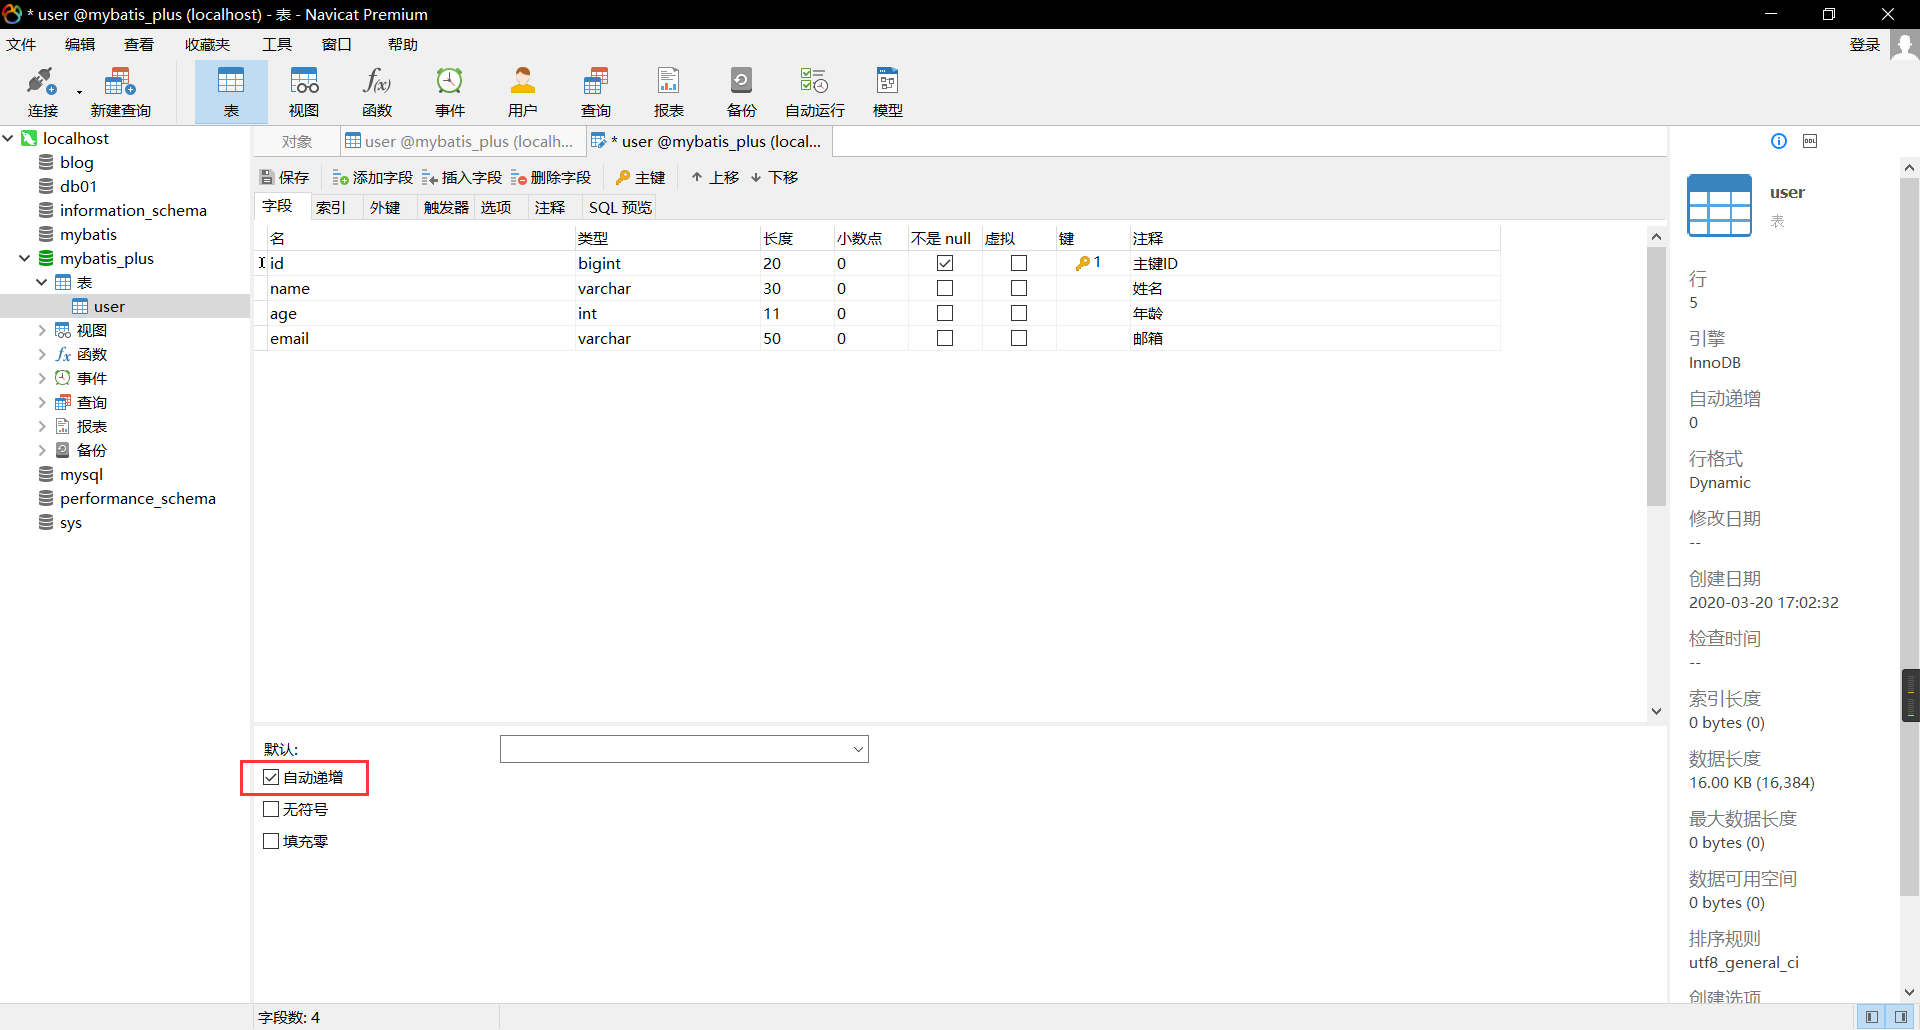 * user @mybatis_plus (localhost) - 表 - Navicat Premium
文件 编辑 查看 收藏夹 工具 窗口 帮助 登录
连接 新建查询 表 视图 函数 事件 用户 查询 报表 备份 自动运行 模型
localhost
blog
db01
information_schema
mybatis
mybatis_plus
表
user
视图
函数
事件
查询
报表
备份
mysql
performance_schema
sys
对象 user @mybatis_plus (localh... * user @mybatis_plus (local...
保存 添加字段 插入字段 删除字段 主键 上移 下移
字段 索引 外键 触发器 选项 注释 SQL 预览
名 类型 长度 小数点 不是 null 虚拟 键 注释
id bigint 20 0 1 主键ID
name varchar 30 0 姓名
age int 11 0 年龄
email varchar 50 0 邮箱
默认:
自动递增
无符号
填充零
字段数: 4
DDL
user
表
行
5
引擎
InnoDB
自动递增
0
行格式
Dynamic
修改日期
--
创建日期
2020-03-20 17:02:32
检查时间
--
索引长度
0 bytes (0)
数据长度
16.00 KB (16,384)
最大数据长度
0 bytes (0)
数据可用空间
0 bytes (0)
排序规则
utf8_general_ci
创建选项